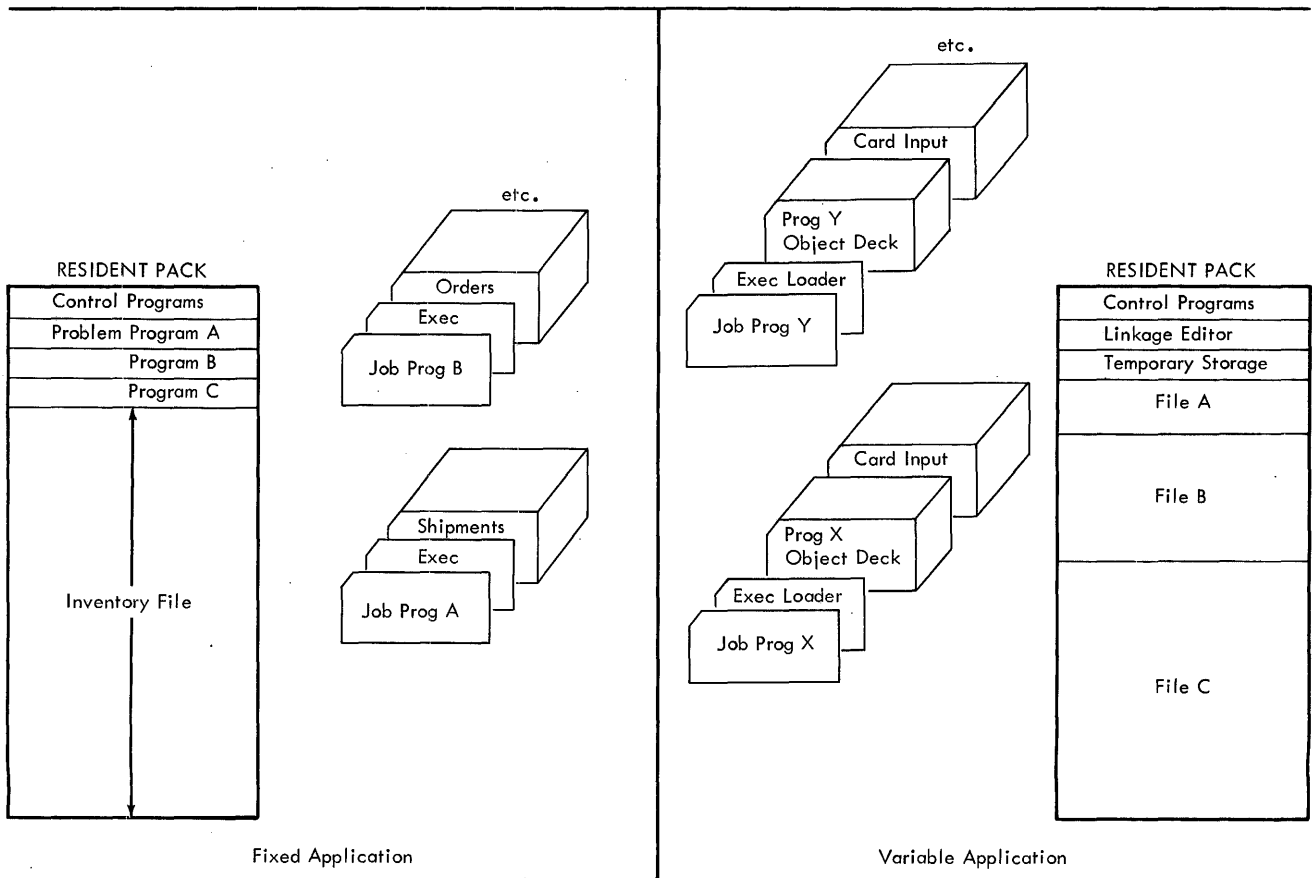 RESIDENT PACK
Control Programs
Problem Program A
Program B
Program C
Inventory File
etc.
Orders
Exec
Job Prog B
Shipments
Exec
Job Prog A
Fixed Application
etc.
Card Input
Prog Y
Object Deck
Exec Loader
Job Prog Y
Card Input
Prog X
Object Deck
Exec Loader
Job Prog X
RESIDENT PACK
Control Programs
Linkage Editor
Temporary Storage
File A
File B
File C
Variable Application